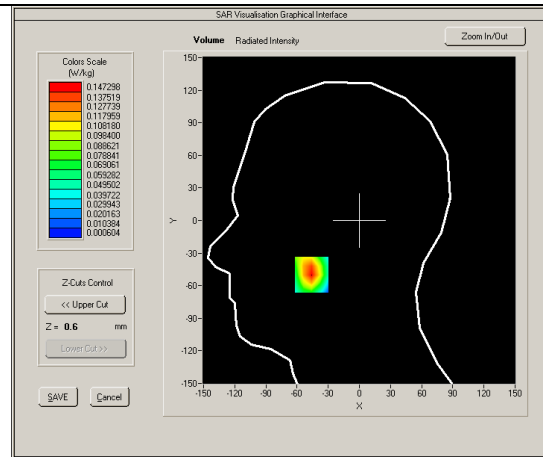 SAR Visualisation Graphical Interface
Volume Radiated Intensity
Zoom In/Out
Colors Scale
(W/kg)
0.147298
0.137519
0.127739
0.117959
0.108180
0.098400
0.088621
0.078841
0.069061
0.059282
0.049502
0.039722
0.029943
0.020163
0.010384
0.000604
Z-Cuts Control
<< Upper Cut
Z = 0.6 mm
Lower Cut >>
SAVE Cancel
150-
120-
90-
60-
30-
Y 0-
-30-
-60-
-90-
-120-
-150-
-150 -120 -90 -60 -30 0 30 60 90 120 150
X